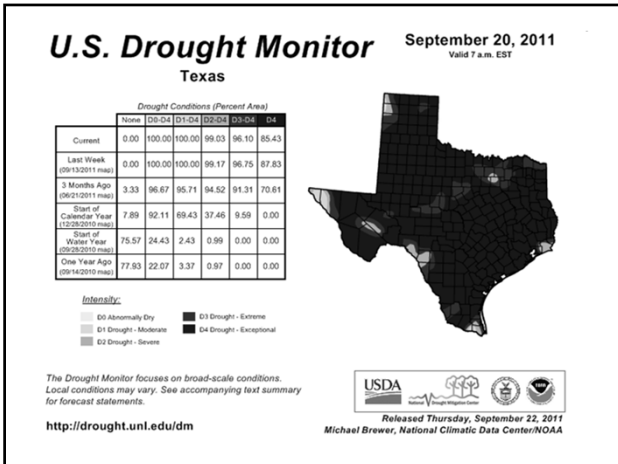 U.S. Drought Monitor
Texas
September 20, 2011
Valid 7 a.m. EST
Drought Conditions (Percent Area)
None D0-D4 D1-D4 D2-D4 D3-D4 D4
Current 0.00 100.00 100.00 99.03 96.10 85.43
Last Week (09/13/2011 map) 0.00 100.00 100.00 99.17 96.75 87.83
3 Months Ago (06/21/2011 map) 3.33 96.67 95.71 94.52 91.31 70.61
Start of Calendar Year (12/28/2010 map) 7.89 92.11 69.43 37.46 9.59 0.00
Start of Water Year (09/28/2010 map) 75.57 24.43 2.43 0.99 0.00 0.00
One Year Ago (09/14/2010 map) 77.93 22.07 3.37 0.97 0.00 0.00
Intensity:
D0 Abnormally Dry
D1 Drought - Moderate
D2 Drought - Severe
D3 Drought - Extreme
D4 Drought - Exceptional
The Drought Monitor focuses on broad-scale conditions.
Local conditions may vary. See accompanying text summary
for forecast statements.
http://drought.unl.edu/dm
USDA
National Drought Mitigation Center
Released Thursday, September 22, 2011
Michael Brewer, National Climatic Data Center/NOAA